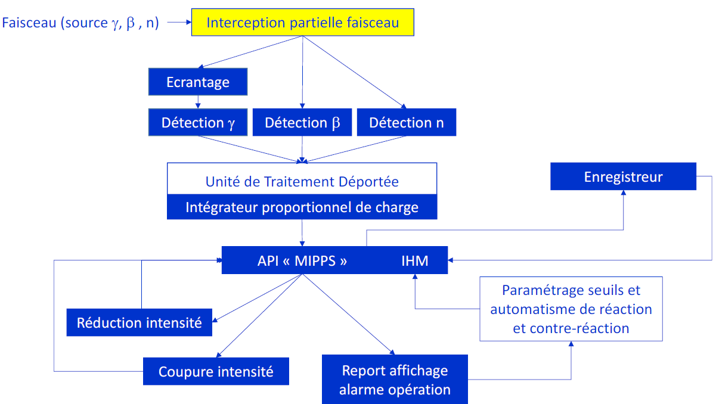 Faisceau (source γ, β , n)
Interception partielle faisceau
Ecrantage
Détection γ
Détection β
Détection n
Unité de Traitement Déportée
Intégrateur proportionnel de charge
Enregistreur
API « MIPPS »
IHM
Paramétrage seuils et
automatisme de réaction
et contre-réaction
Réduction intensité
Coupure intensité
Report affichage
alarme opération